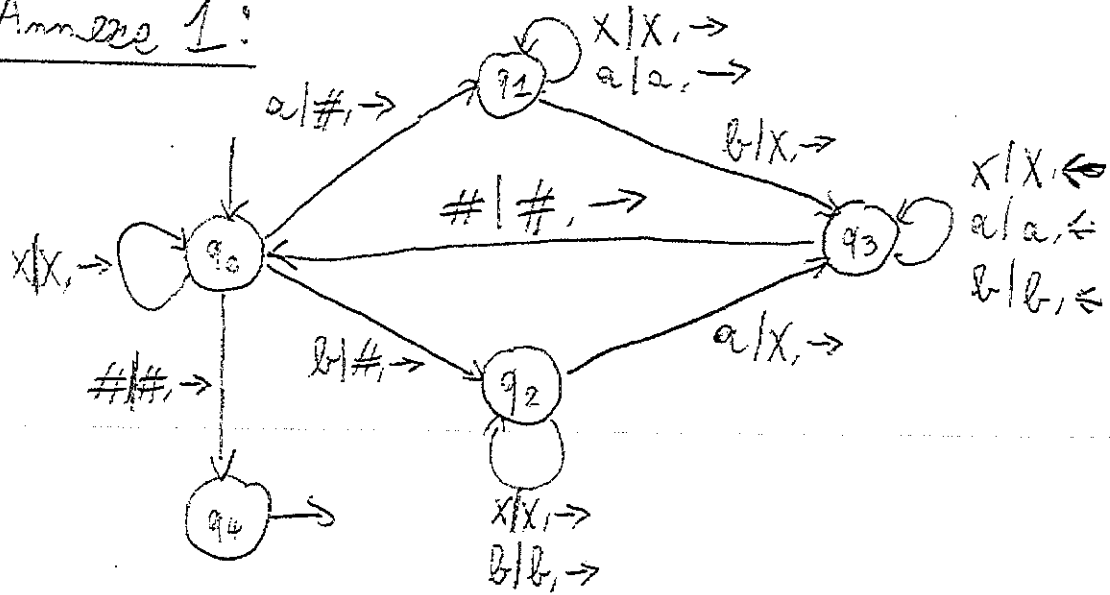 Annexe 1:
X|X, →
a|a, →
q1
a|#, →
b|X, →
#|#, →
X|X, ←
a|a, ←
b|b, ←
q0
q3
X|X, →
a|X, →
b|#, →
#|#, →
q2
q4
X|X, →
b|b, →